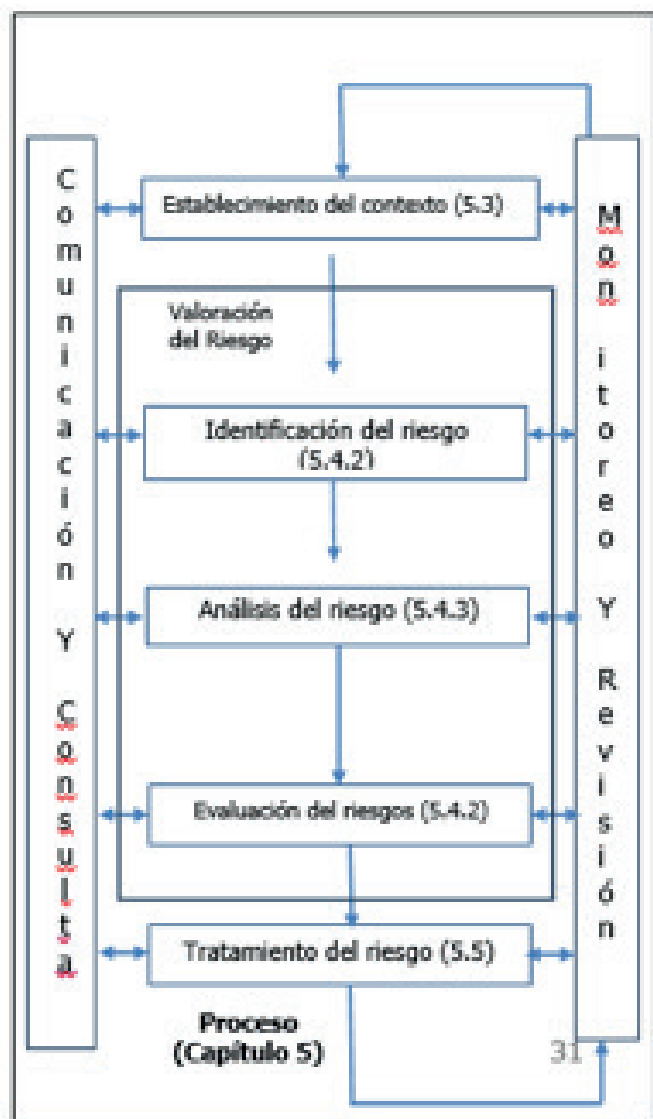 Establecimiento del contexto (5.3)
Valoración
del Riesgo
Identificación del riesgo
(5.4.2)
Análisis del riesgo (5.4.3)
Evaluación del riesgos (5.4.2)
Tratamiento del riesgo (5.5)
Proceso
(Capítulo 5)
31
Comunicación Y Consulta
Mon itoreo Y Revisión